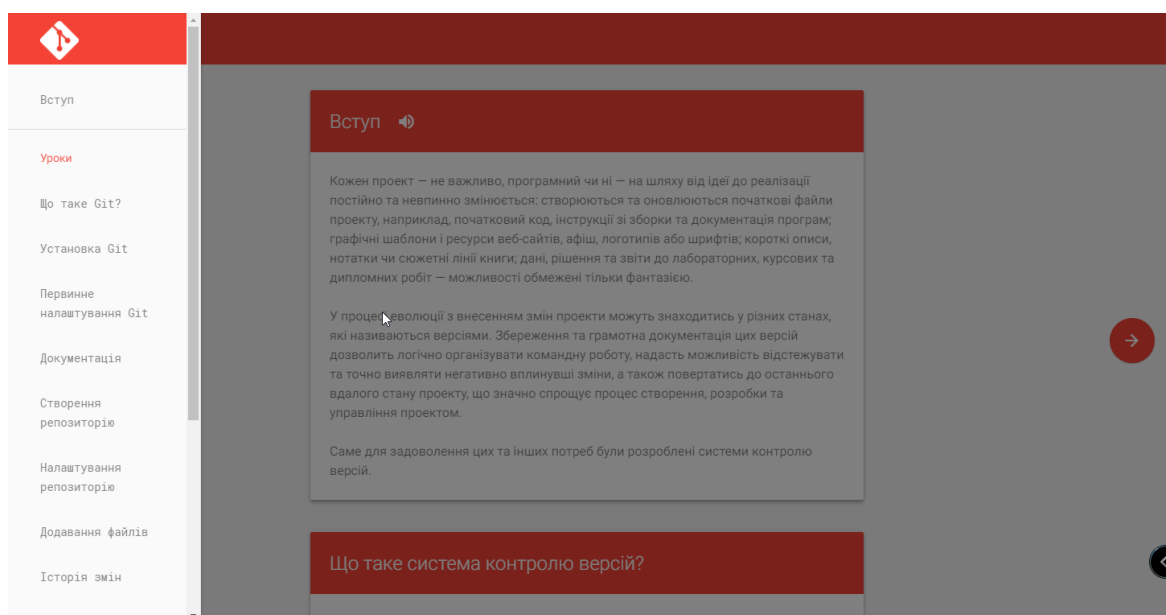 Вступ
Уроки
Що таке Git?
Установка Git
Первинне
налаштування Git
Документація
Створення
репозиторію
Налаштування
репозиторію
Додавання файлів
Історія змін
Вступ
Кожен проект — не важливо, програмний чи ні — на шляху від ідеї до реалізації
постійно та невпинно змінюється: створюються та оновлюються початкові файли
проекту, наприклад, початковий код, інструкції зі зборки та документація програм;
графічні шаблони і ресурси веб-сайтів, афіш, логотипів або шрифтів; короткі описи,
нотатки чи сюжетні лінії книги; дані, рішення та звіти до лабораторних, курсових та
дипломних робіт — можливості обмежені тільки фантазією.
У процесі еволюції з внесенням змін проекти можуть знаходитись у різних станах,
які називаються версіями. Збереження та грамотна документація цих версій
дозволить логічно організувати командну роботу, надасть можливість відстежувати
та точно виявляти негативно вплинувші зміни, а також повертатись до останнього
вдалого стану проекту, що значно спрощує процес створення, розробки та
управління проектом.
Саме для задоволення цих та інших потреб були розроблені системи контролю
версій.
Що таке система контролю версій?